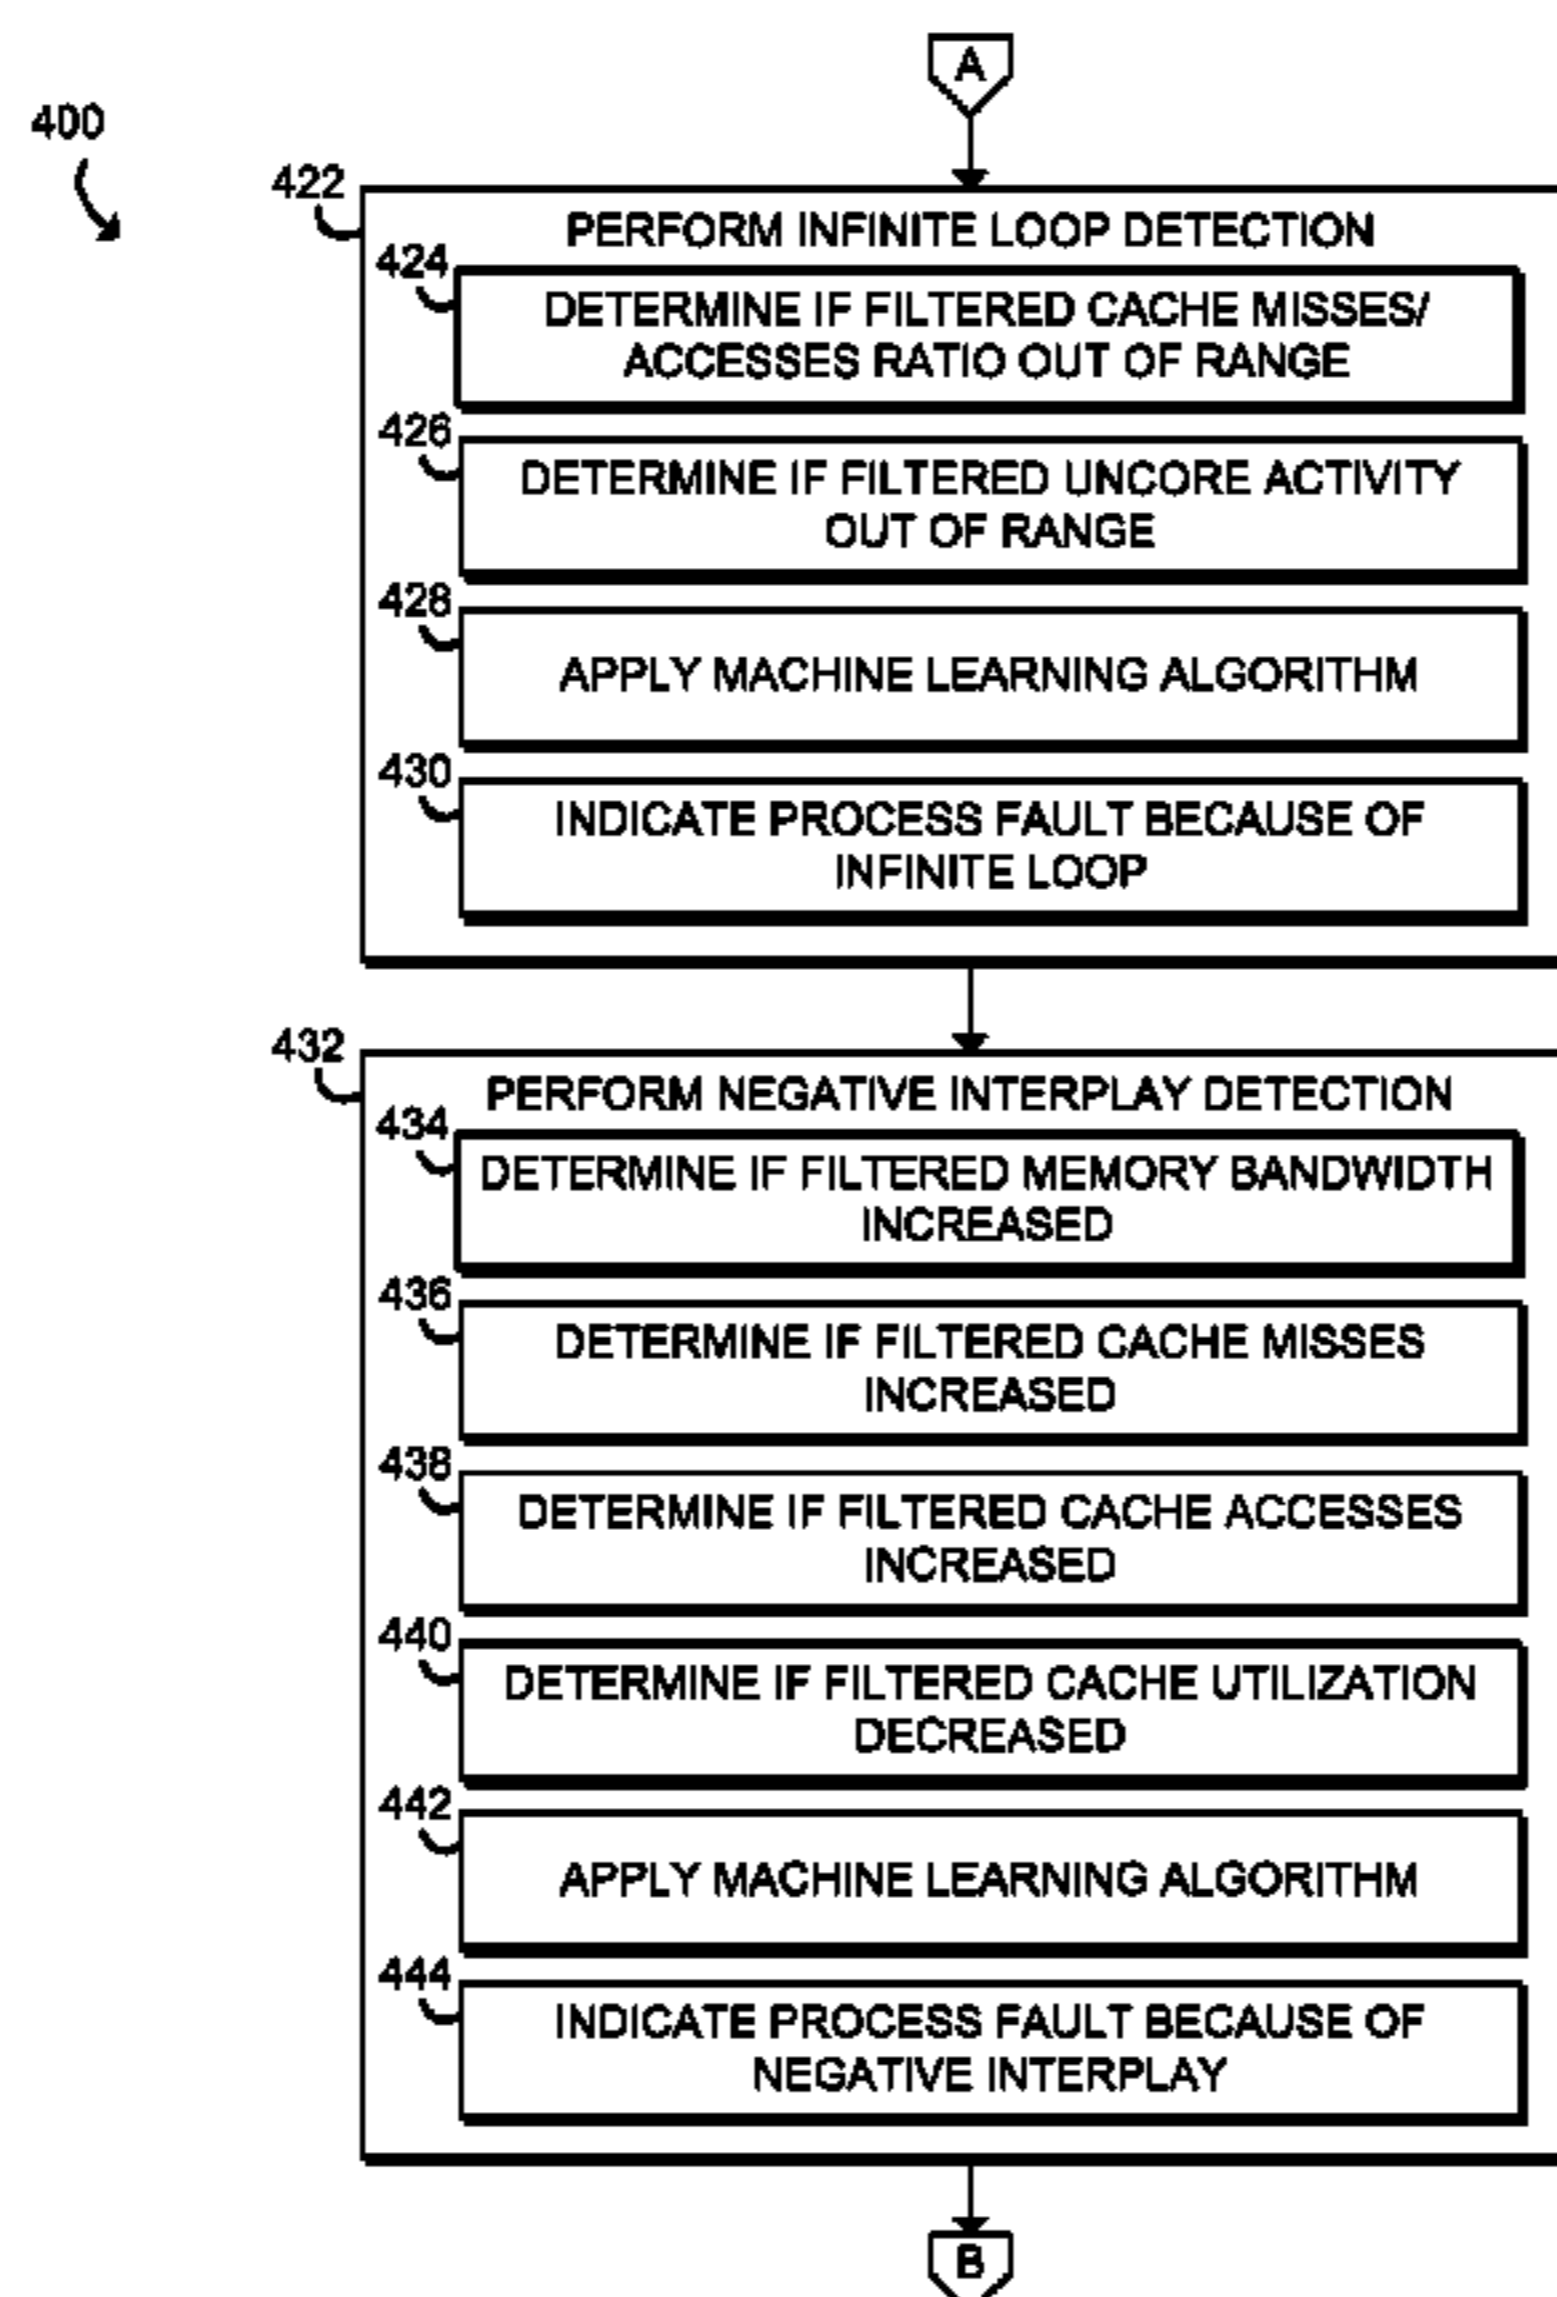 A
400
422
PERFORM INFINITE LOOP DETECTION
424
DETERMINE IF FILTERED CACHE MISSES/
ACCESSES RATIO OUT OF RANGE
426
DETERMINE IF FILTERED UNCORE ACTIVITY
OUT OF RANGE
428
APPLY MACHINE LEARNING ALGORITHM
430
INDICATE PROCESS FAULT BECAUSE OF
INFINITE LOOP
432
PERFORM NEGATIVE INTERPLAY DETECTION
434
DETERMINE IF FILTERED MEMORY BANDWIDTH
INCREASED
436
DETERMINE IF FILTERED CACHE MISSES
INCREASED
438
DETERMINE IF FILTERED CACHE ACCESSES
INCREASED
440
DETERMINE IF FILTERED CACHE UTILIZATION
DECREASED
442
APPLY MACHINE LEARNING ALGORITHM
444
INDICATE PROCESS FAULT BECAUSE OF
NEGATIVE INTERPLAY
B